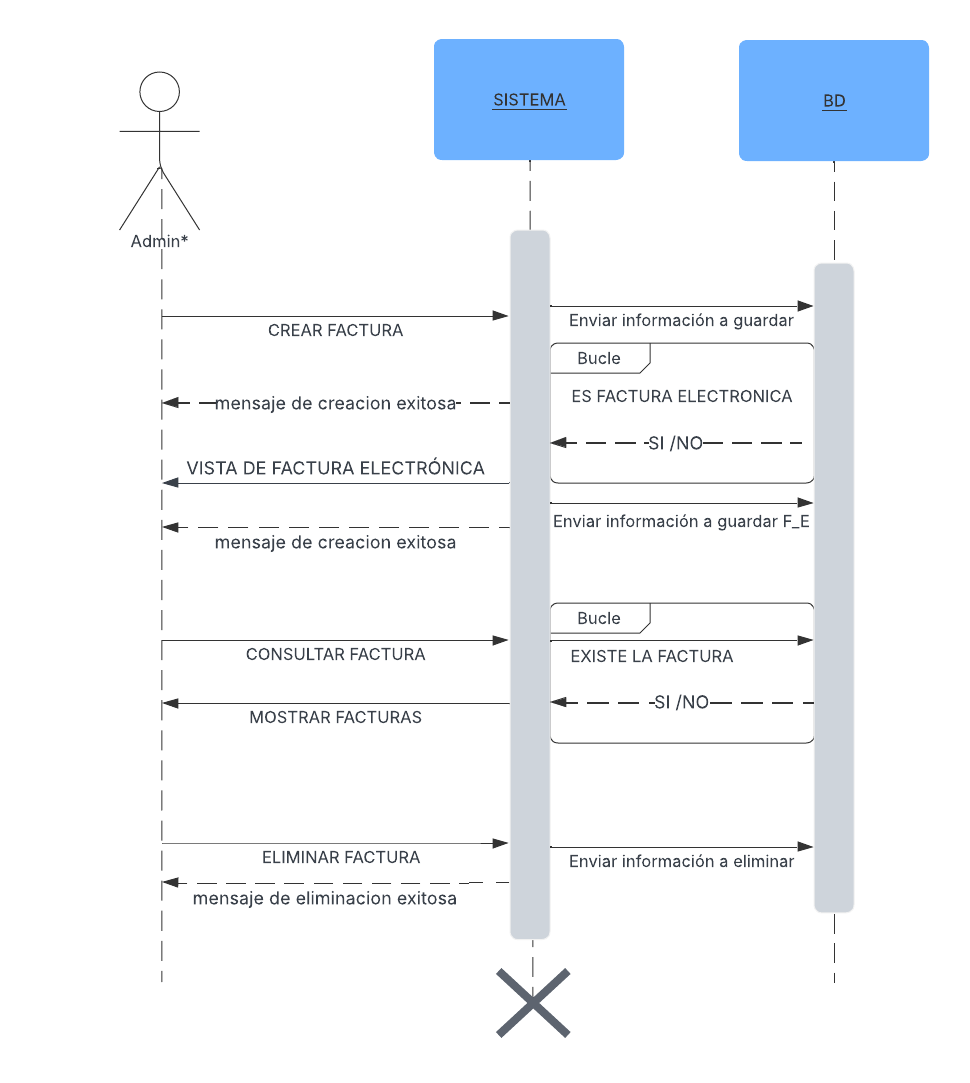 SISTEMA
BD
Admin*
Enviar información a guardar
CREAR FACTURA
Bucle
ES FACTURA ELECTRONICA
mensaje de creacion exitosa
SI /NO
VISTA DE FACTURA ELECTRÓNICA
Enviar información a guardar F_E
mensaje de creacion exitosa
Bucle
CONSULTAR FACTURA
EXISTE LA FACTURA
SI /NO
MOSTRAR FACTURAS
ELIMINAR FACTURA
Enviar información a eliminar
mensaje de eliminacion exitosa